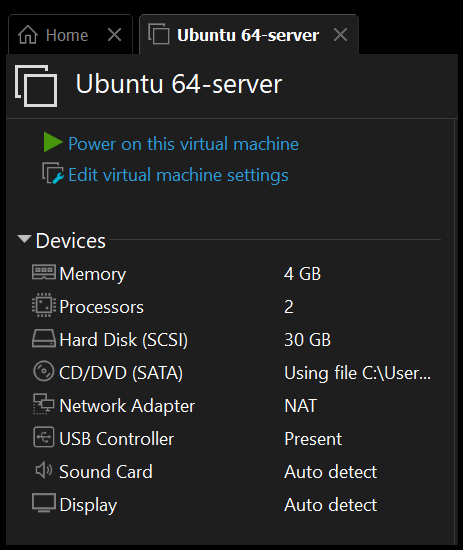 Home
Ubuntu 64-server
Ubuntu 64-server
Power on this virtual machine
Edit virtual machine settings
Devices
Memory 4 GB
Processors 2
Hard Disk (SCSI) 30 GB
CD/DVD (SATA) Using file C:\User...
Network Adapter NAT
USB Controller Present
Sound Card Auto detect
Display Auto detect